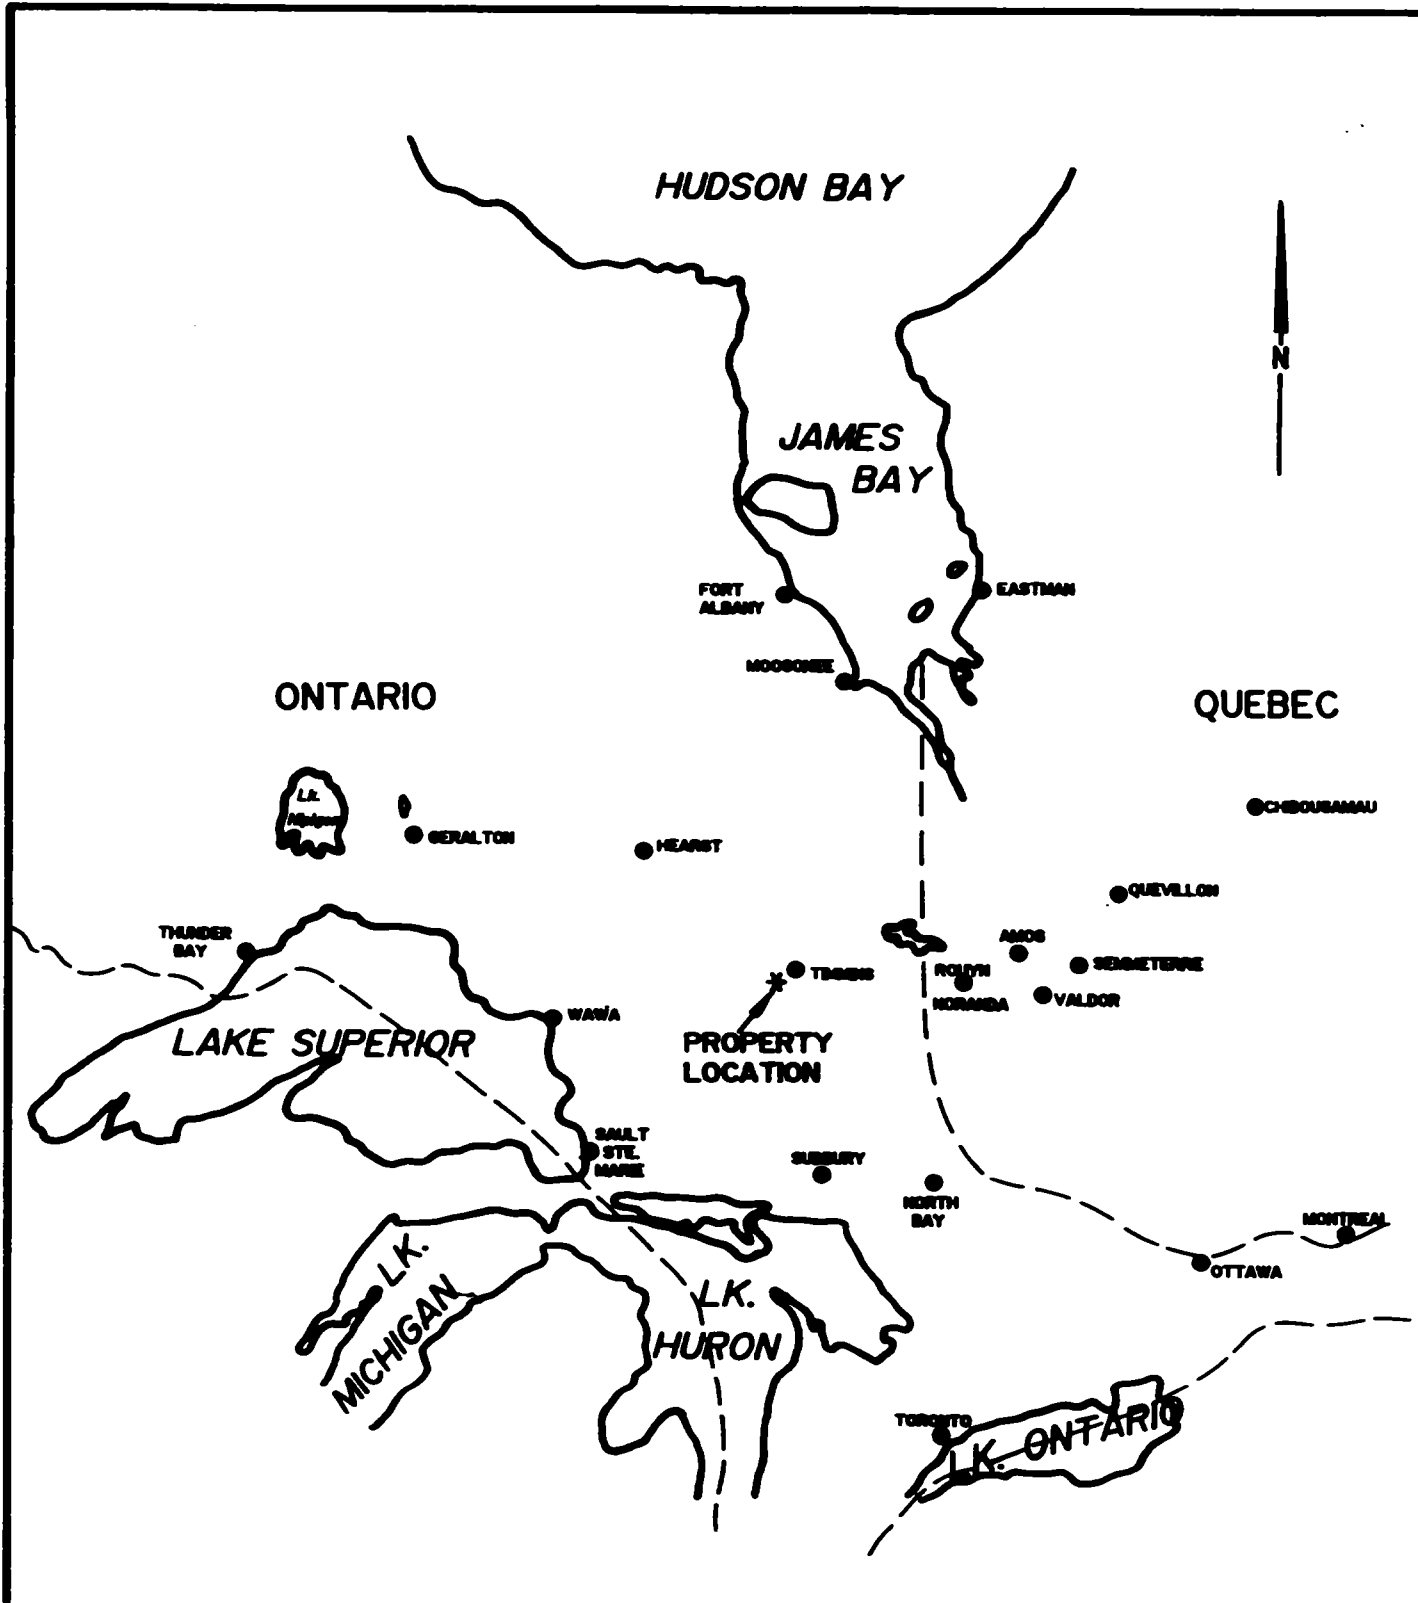 HUDSON BAY
N
JAMES
BAY
FORT
ALBANY
EASTMAN
MOOSONEE
ONTARIO
QUEBEC
Lk.
Nipigon
GERALTON
HEARST
CHIBOUGAMAU
QUEVILLON
THUNDER
BAY
AMOS
TIMMINS
ROUYN
NORANDA
SENNETERRE
VALDOR
WAWA
LAKE SUPERIOR
PROPERTY
LOCATION
SAULT
STE.
MARIE
SUDBURY
NORTH
BAY
MONTREAL
OTTAWA
LK.
MICHIGAN
LK.
HURON
TORONTO
LK. ONTARIO